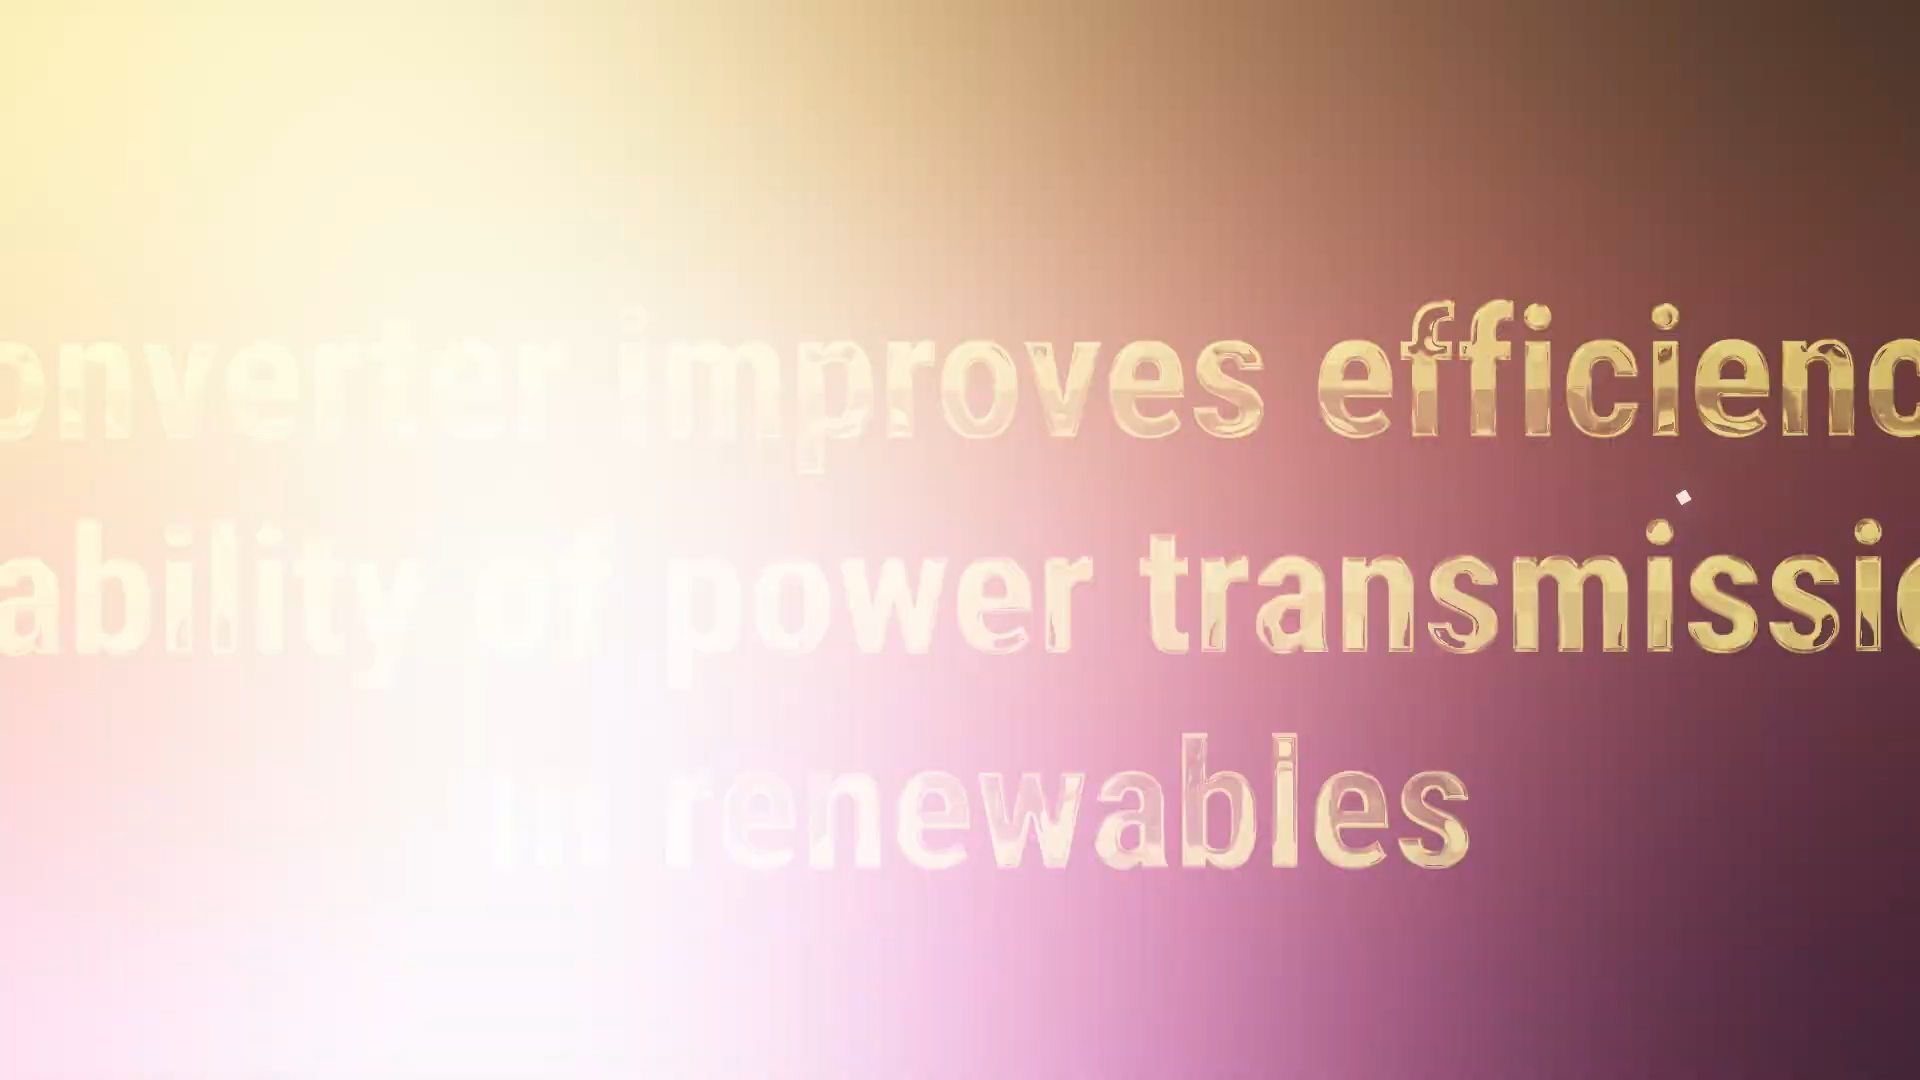 onverter improves efficienc
ability of power transmissio
in renewables